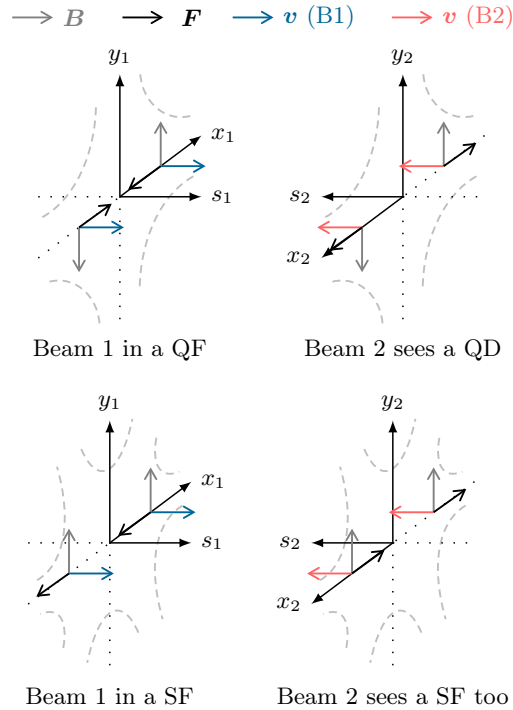 B F v (B1) v (B2)
y₁ y₂
x₁
s₁ s₂
x₂
Beam 1 in a QF Beam 2 sees a QD
y₁ y₂
x₁
s₁ s₂
x₂
Beam 1 in a SF Beam 2 sees a SF too